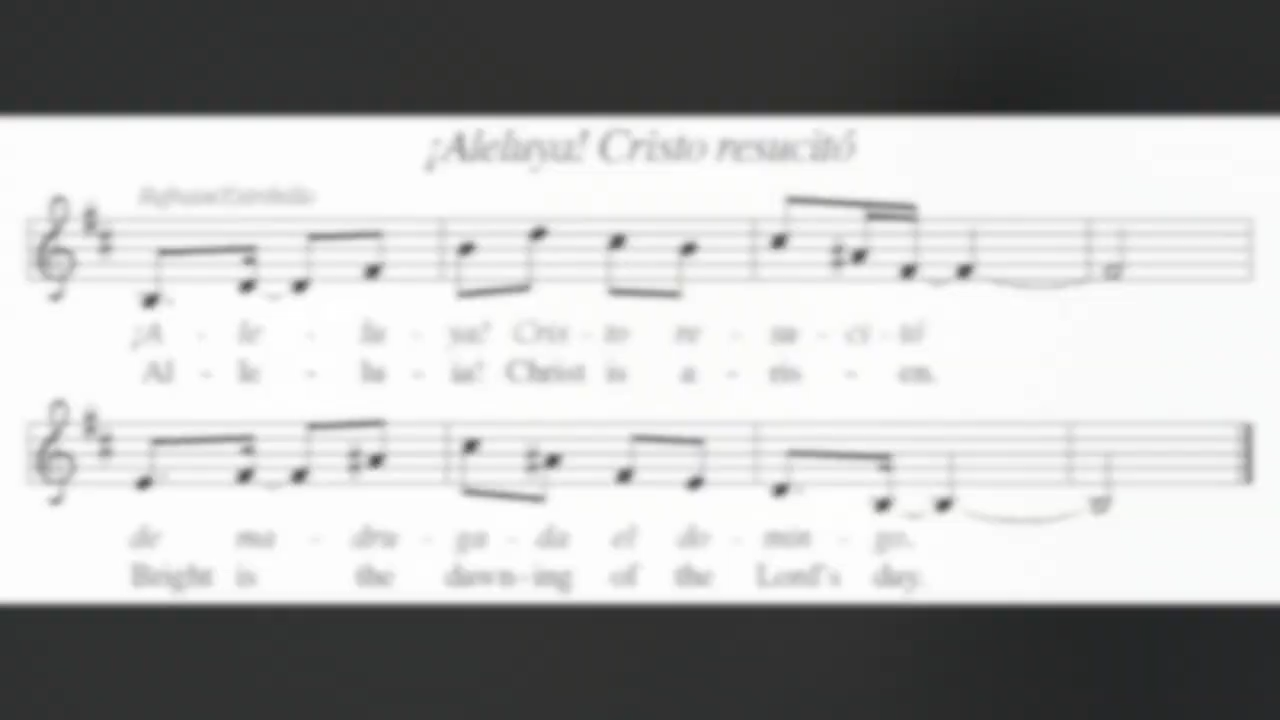 ¡Aleluya! Cristo resucitó
Refrain/Estribillo
¡A - le - lu - ya! Cris - to re - su - ci - tó
Al - le - lu - ia! Christ is a - ris - en.
de ma - dru - ga - da el do - min - go.
Bright is the dawn-ing of the Lord's day.